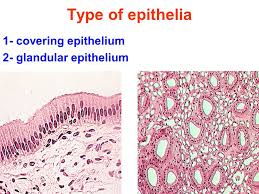 Type of epithelia
1- covering epithelium
2- glandular epithelium